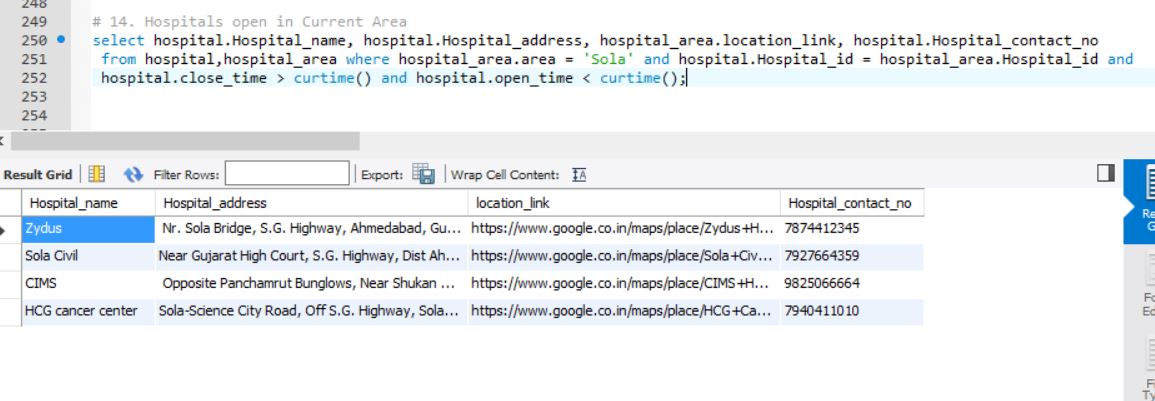 248
249 # 14. Hospitals open in Current Area
250 select hospital.Hospital_name, hospital.Hospital_address, hospital_area.location_link, hospital.Hospital_contact_no
251 from hospital,hospital_area where hospital_area.area = 'Sola' and hospital.Hospital_id = hospital_area.Hospital_id and
252 hospital.close_time > curtime() and hospital.open_time < curtime();
253
254
Result Grid Filter Rows: Export: Wrap Cell Content:
Hospital_name Hospital_address location_link Hospital_contact_no
Zydus Nr. Sola Bridge, S.G. Highway, Ahmedabad, Gu... https://www.google.co.in/maps/place/Zydus+H... 7874412345
Sola Civil Near Gujarat High Court, S.G. Highway, Dist Ah... https://www.google.co.in/maps/place/Sola+Civ... 7927664359
CIMS Opposite Panchamrut Bunglows, Near Shukan ... https://www.google.co.in/maps/place/CIMS+H... 9825066664
HCG cancer center Sola-Science City Road, Off S.G. Highway, Sola... https://www.google.co.in/maps/place/HCG+Ca... 7940411010